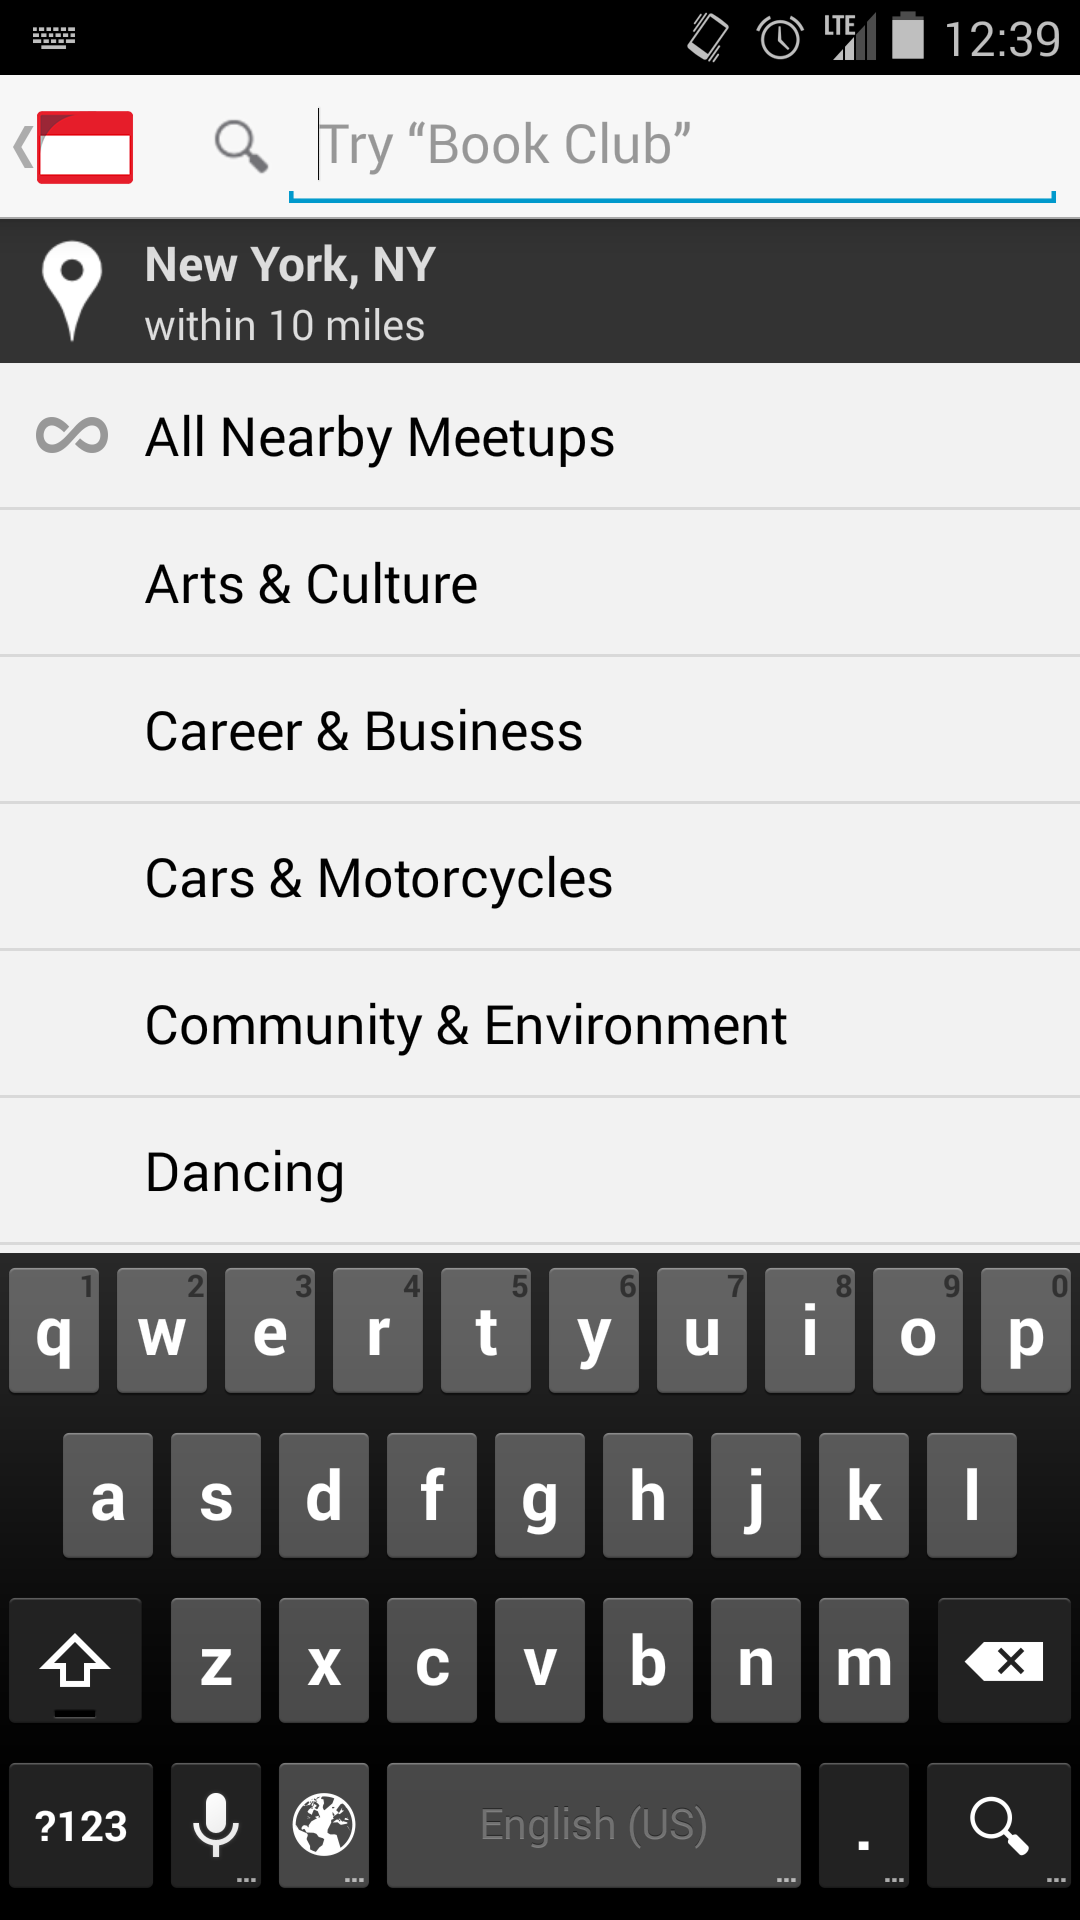 LTE 12:39
Try “Book Club”
New York, NY
within 10 miles
All Nearby Meetups
Arts & Culture
Career & Business
Cars & Motorcycles
Community & Environment
Dancing
1 2 3 4 5 6 7 8 9 0
q w e r t y u i o p
a s d f g h j k l
z x c v b n m
?123 English (US) .